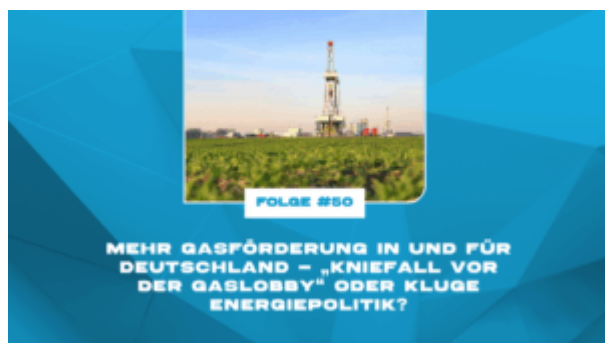 FOLGE #50
MEHR GASFÖRDERUNG IN UND FÜR
DEUTSCHLAND – „KNIEFALL VOR
DER GASLOBBY“ ODER KLUGE
ENERGIEPOLITIK?